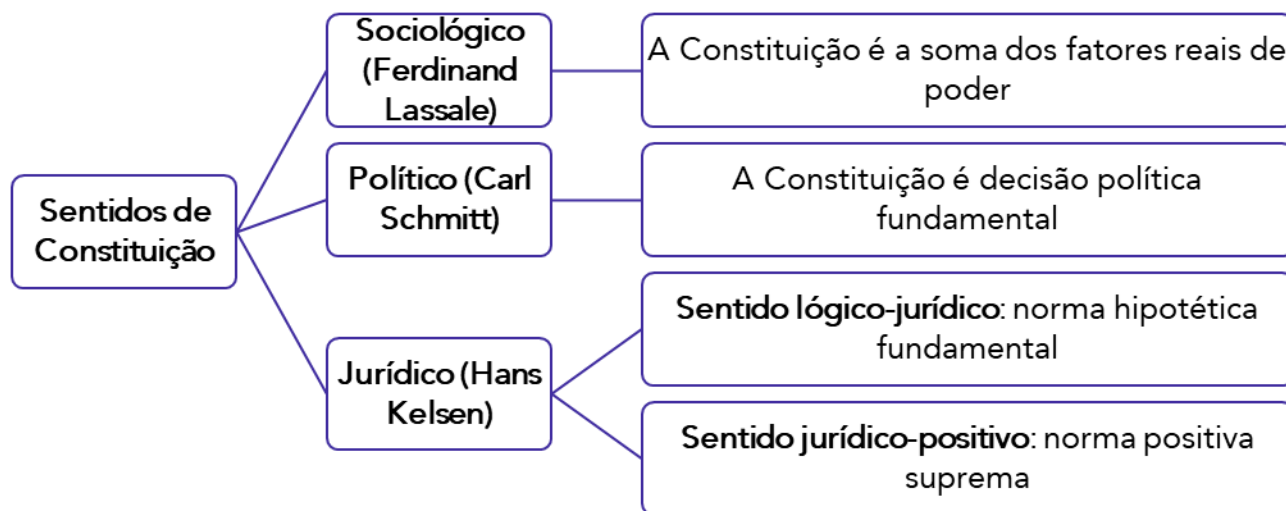 Sentidos de
Constituição
Sociológico
(Ferdinand
Lassale)
A Constituição é a soma dos fatores reais de
poder
Político (Carl
Schmitt)
A Constituição é decisão política
fundamental
Jurídico (Hans
Kelsen)
Sentido lógico-jurídico: norma hipotética
fundamental
Sentido jurídico-positivo: norma positiva
suprema